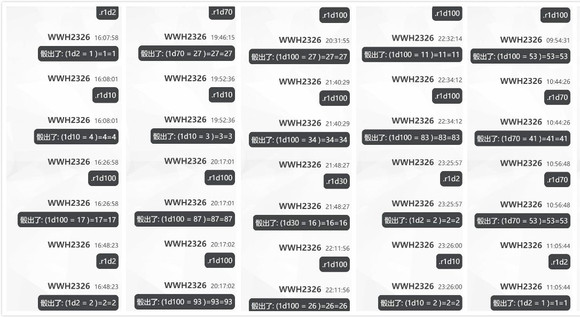 .r1d2
WWH2326 16:07:58
骰出了: (1d2 = 1 )=1=1
WWH2326 16:08:01
.r1d10
WWH2326 16:08:01
骰出了: (1d10 = 4 )=4=4
WWH2326 16:26:58
.r1d100
WWH2326 16:26:58
骰出了: (1d100 = 17 )=17=17
WWH2326 16:48:23
.r1d2
WWH2326 16:48:23
骰出了: (1d2 = 2 )=2=2
.r1d70
WWH2326 19:46:15
骰出了: (1d70 = 27 )=27=27
WWH2326 19:52:36
.r1d10
WWH2326 19:52:36
骰出了: (1d10 = 3 )=3=3
WWH2326 20:17:01
.r1d100
WWH2326 20:17:01
骰出了: (1d100 = 87 )=87=87
WWH2326 20:17:02
.r1d100
WWH2326 20:17:02
骰出了: (1d100 = 93 )=93=93
.r1d100
WWH2326 20:31:55
骰出了: (1d100 = 27 )=27=27
WWH2326 21:40:29
.r1d100
WWH2326 21:40:29
骰出了: (1d100 = 34 )=34=34
WWH2326 21:48:27
.r1d30
WWH2326 21:48:27
骰出了: (1d30 = 16 )=16=16
WWH2326 22:11:56
.r1d100
WWH2326 22:11:56
骰出了: (1d100 = 26 )=26=26
.r1d100
WWH2326 22:32:14
骰出了: (1d100 = 11 )=11=11
WWH2326 22:34:12
.r1d100
WWH2326 22:34:12
骰出了: (1d100 = 83 )=83=83
WWH2326 23:25:57
.r1d2
WWH2326 23:25:57
骰出了: (1d2 = 2 )=2=2
WWH2326 23:26:00
.r1d10
WWH2326 23:26:00
骰出了: (1d10 = 2 )=2=2
.r1d100
WWH2326 09:54:31
骰出了: (1d100 = 53 )=53=53
WWH2326 10:44:26
.r1d70
WWH2326 10:44:26
骰出了: (1d70 = 41 )=41=41
WWH2326 10:56:48
.r1d70
WWH2326 10:56:48
骰出了: (1d70 = 53 )=53=53
WWH2326 11:05:44
.r1d2
WWH2326 11:05:44
骰出了: (1d2 = 1 )=1=1